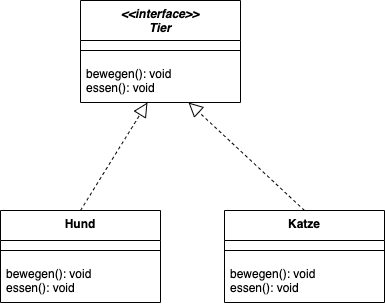 <<interface>>
Tier
bewegen(): void
essen(): void
Hund
bewegen(): void
essen(): void
Katze
bewegen(): void
essen(): void